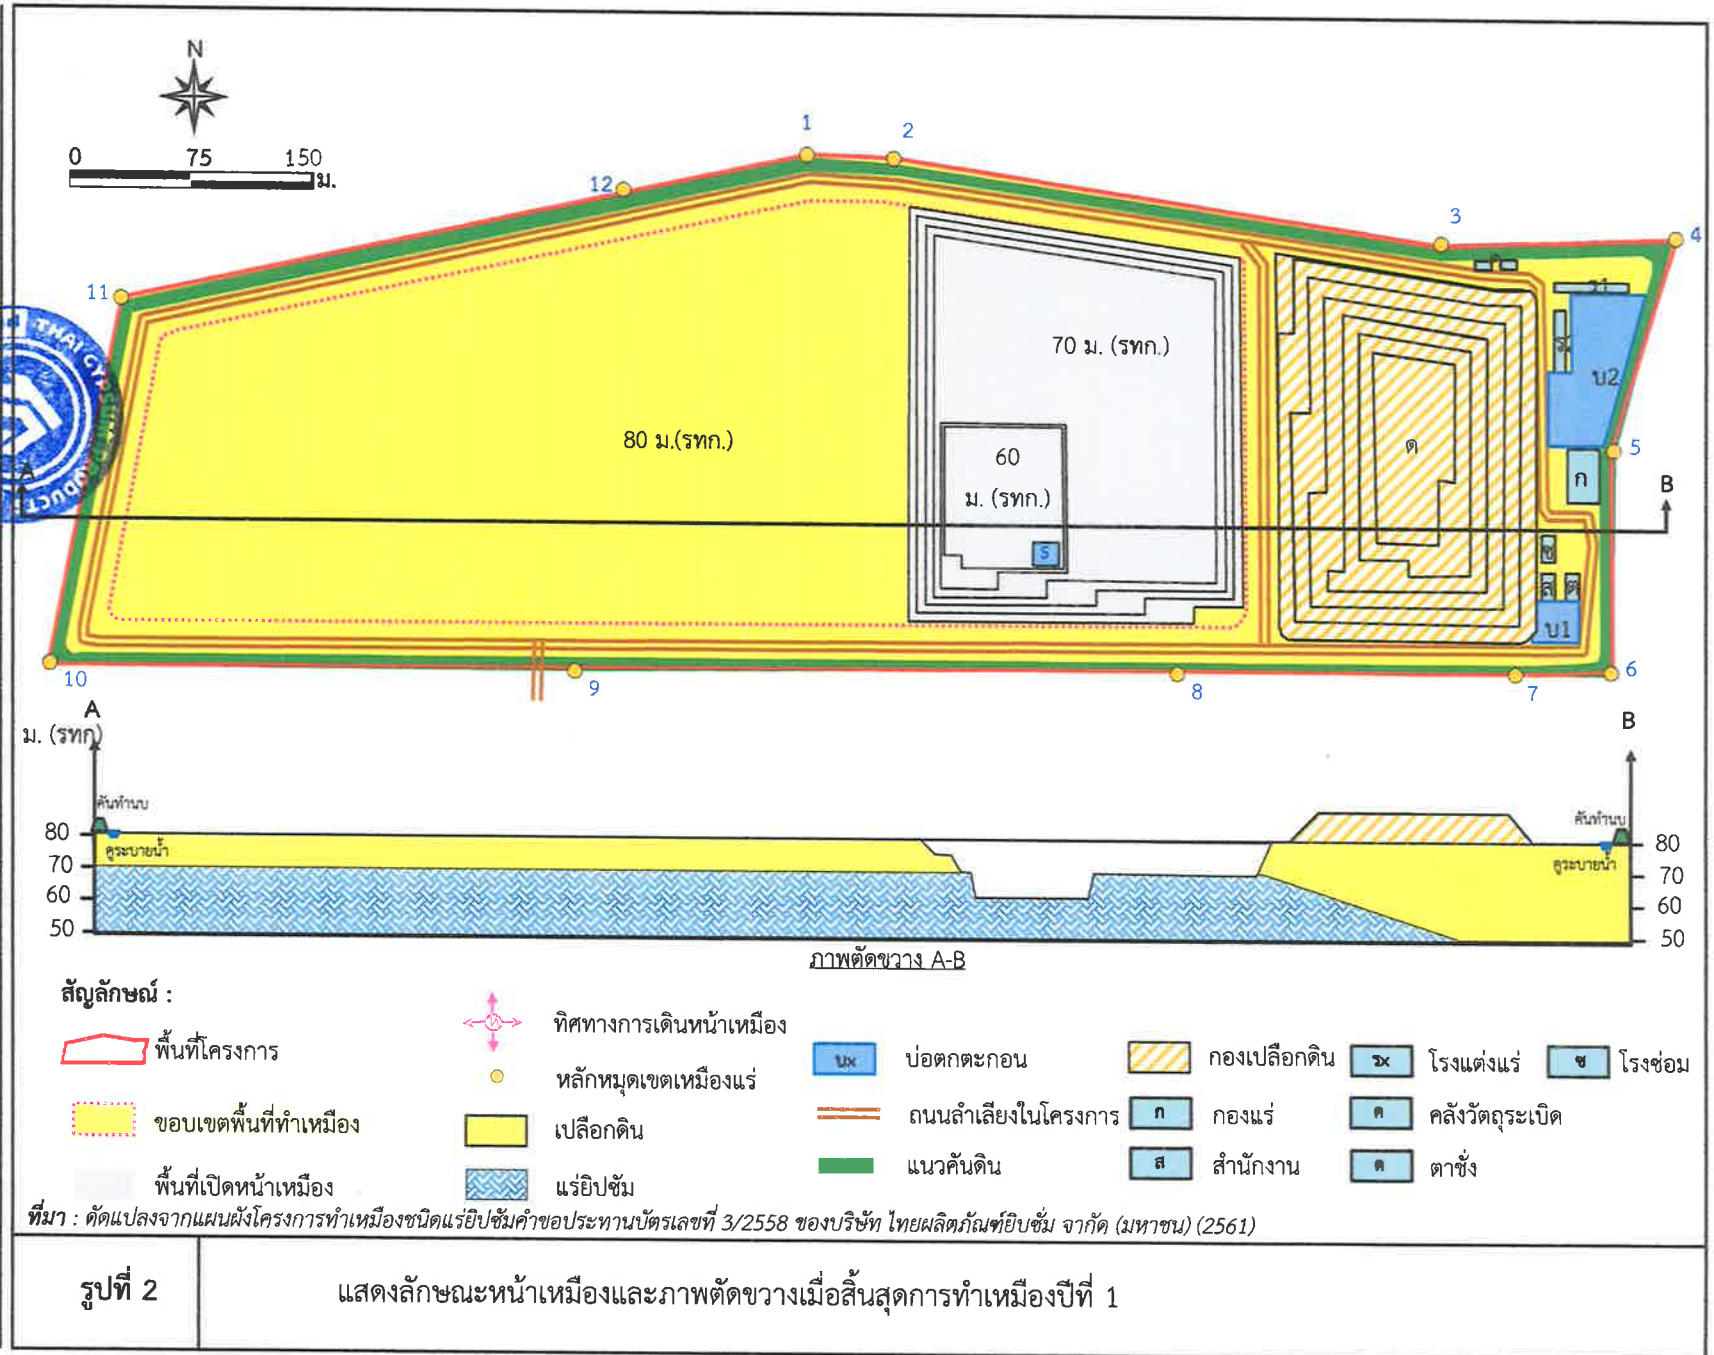 N
0 75 150
ม.
1
2
3
4
12
11
5
6
7
8
9
10
THAI GYP
PRODUCT
80 ม.(รทก.)
70 ม. (รทก.)
60
ม. (รทก.)
S
ด
บ2
ก
ซ
ส
ต
บ1
A
B
A
B
ม. (รทก)
คันทำนบ
คูระบายน้ำ
80
70
60
50
คันทำนบ
คูระบายน้ำ
80
70
60
50
ภาพตัดขวาง A-B
สัญลักษณ์ :
พื้นที่โครงการ
ขอบเขตพื้นที่ทำเหมือง
พื้นที่เปิดหน้าเหมือง
ทิศทางการเดินหน้าเหมือง
หลักหมุดเขตเหมืองแร่
เปลือกดิน
แร่ยิปซัม
บx บ่อตกตะกอน
ถนนลำเลียงในโครงการ
แนวคันดิน
กองเปลือกดิน
ก กองแร่
ส สำนักงาน
รx โรงแต่งแร่
ค คลังวัตถุระเบิด
ต ตาชั่ง
ซ โรงซ่อม
ที่มา : ดัดแปลงจากแผนผังโครงการทำเหมืองชนิดแร่ยิปซัมคำขอประทานบัตรเลขที่ 3/2558 ของบริษัท ไทยผลิตภัณฑ์ยิบซั่ม จำกัด (มหาชน) (2561)
รูปที่ 2
แสดงลักษณะหน้าเหมืองและภาพตัดขวางเมื่อสิ้นสุดการทำเหมืองปีที่ 1